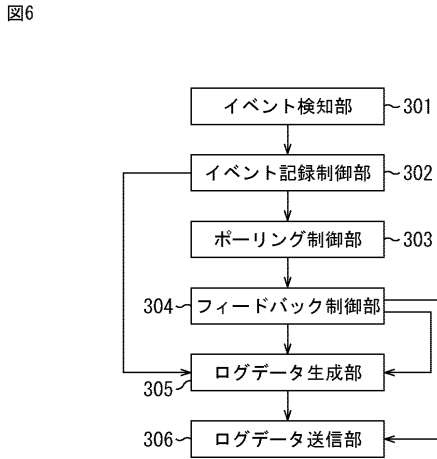 図6
イベント検知部 301
イベント記録制御部 302
ポーリング制御部 303
304 フィードバック制御部
ログデータ生成部
305
306 ログデータ送信部